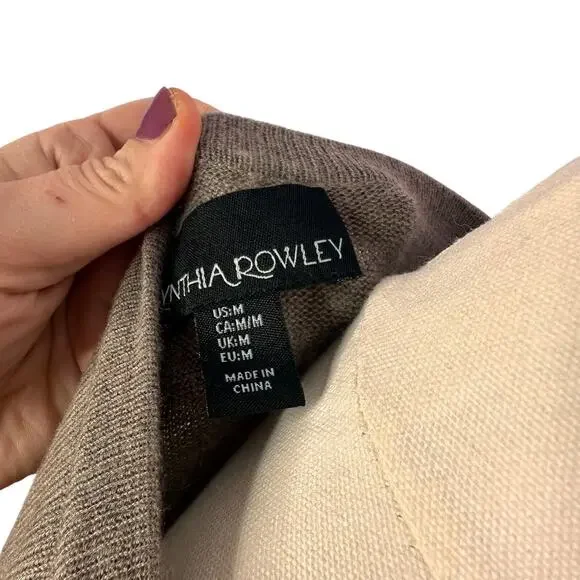 YNTHIA ROWLEY
US:M
CA:M/M
UK:M
EU:M
MADE IN
CHINA